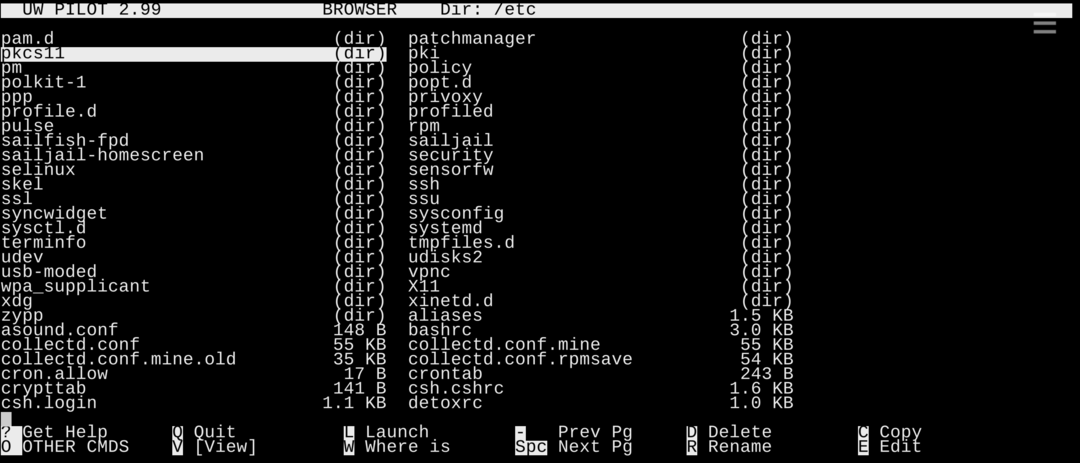 UW PILOT 2.99 BROWSER Dir: /etc
pam.d (dir) patchmanager (dir)
pkcs11 (dir) pki (dir)
pm (dir) policy (dir)
polkit-1 (dir) popt.d (dir)
ppp (dir) privoxy (dir)
profile.d (dir) profiled (dir)
pulse (dir) rpm (dir)
sailfish-fpd (dir) sailjail (dir)
sailjail-homescreen (dir) security (dir)
selinux (dir) sensorfw (dir)
skel (dir) ssh (dir)
ssl (dir) ssu (dir)
syncwidget (dir) sysconfig (dir)
sysctl.d (dir) systemd (dir)
terminfo (dir) tmpfiles.d (dir)
udev (dir) udisks2 (dir)
usb-moded (dir) vpnc (dir)
wpa_supplicant (dir) X11 (dir)
xdg (dir) xinetd.d (dir)
zypp (dir) aliases 1.5 KB
asound.conf 148 B bashrc 3.0 KB
collectd.conf 55 KB collectd.conf.mine 55 KB
collectd.conf.mine.old 35 KB collectd.conf.rpmsave 54 KB
cron.allow 17 B crontab 243 B
crypttab 141 B csh.cshrc 1.6 KB
csh.login 1.1 KB detoxrc 1.0 KB
? Get Help Q Quit L Launch - Prev Pg D Delete C Copy
O OTHER CMDS V [View] W Where is Spc Next Pg R Rename E Edit